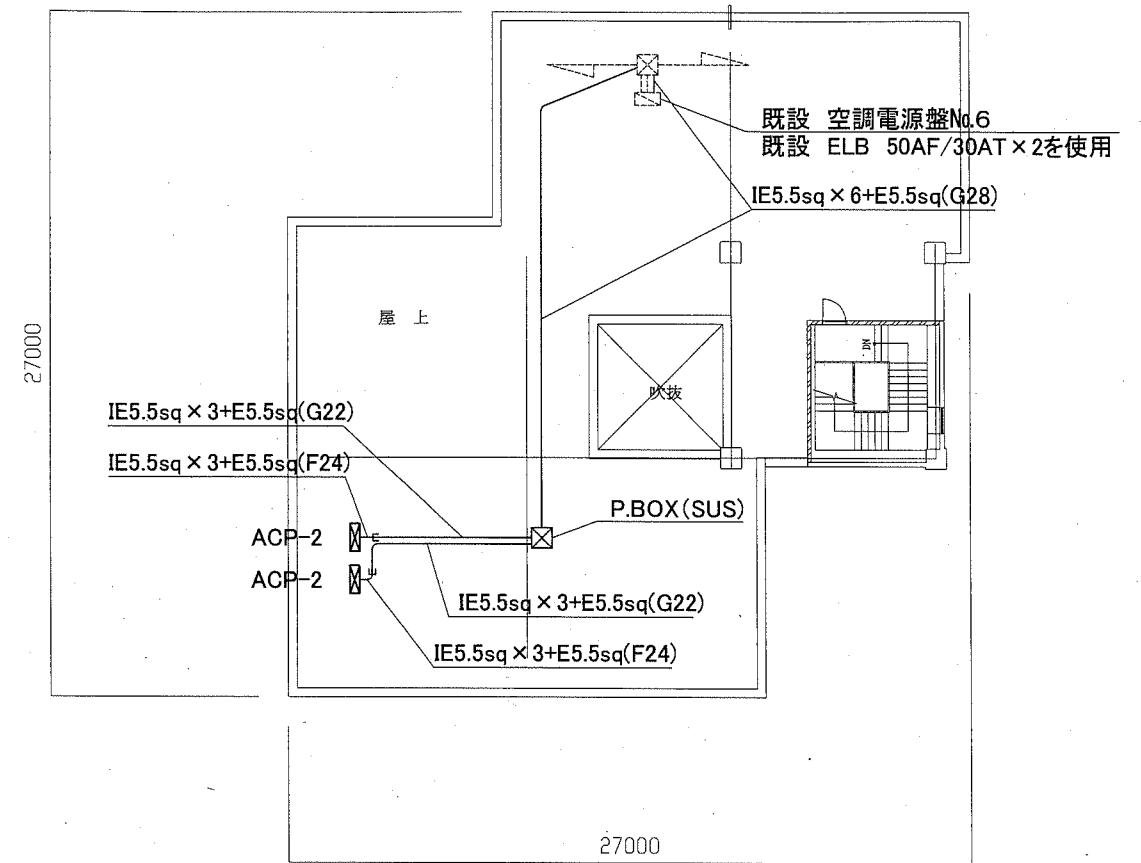 既設 空調電源盤No.6
既設 ELB 50AF/30AT×2を使用
IE5.5sq×6+E5.5sq(G28)
屋 上
27000
DN.
吹抜
IE5.5sq×3+E5.5sq(G22)
IE5.5sq×3+E5.5sq(F24)
P.BOX(SUS)
ACP-2
ACP-2
IE5.5sq×3+E5.5sq(G22)
IE5.5sq×3+E5.5sq(F24)
27000